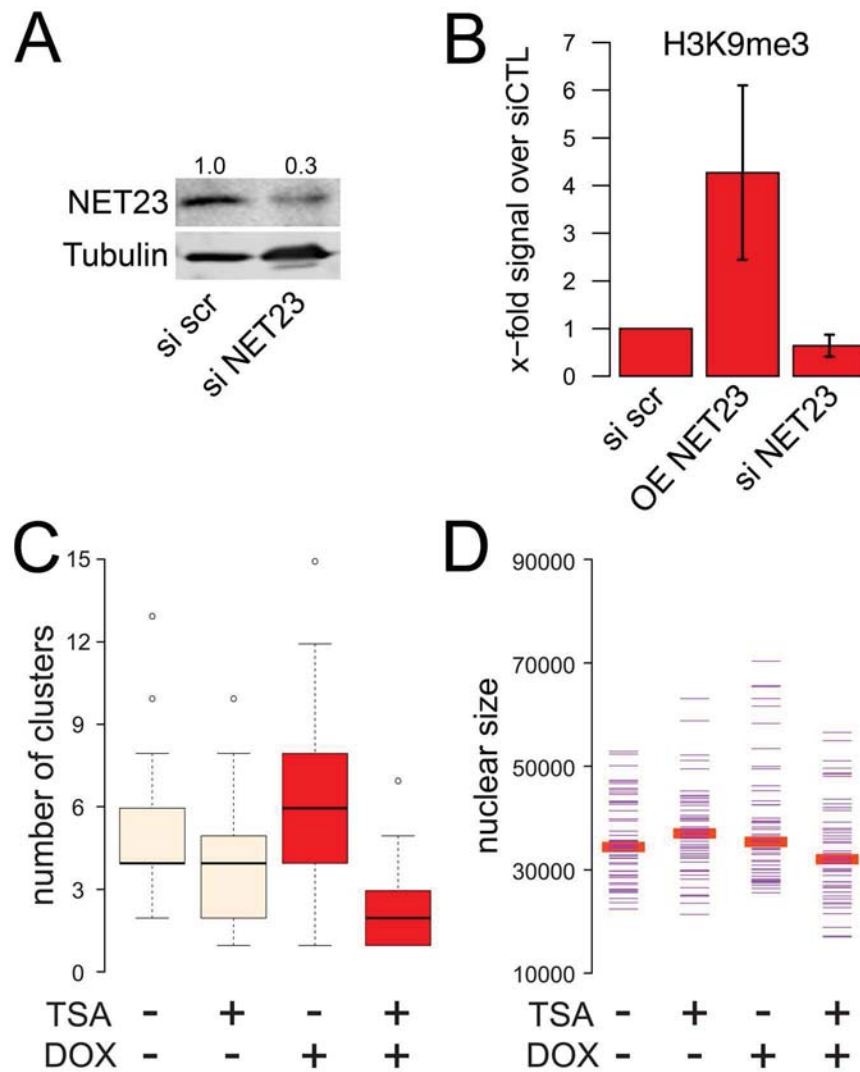 A
1.0 0.3
NET23
Tubulin
si scr
si NET23
B
H3K9me3
x-fold signal over siCTL
7
6
5
4
3
2
1
0
si scr
OE NET23
si NET23
C
number of clusters
15
12
9
6
3
0
TSA - + - +
DOX - - + +
D
nuclear size
90000
70000
50000
30000
10000
TSA - + - +
DOX - - + +